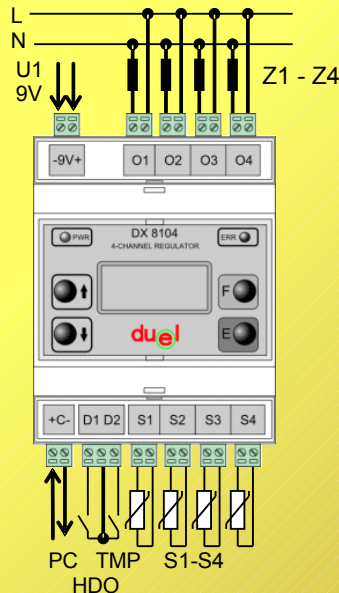 L
N
U1
9V
Z1 - Z4
-9V+ O1 O2 O3 O4
PWR DX 8104 ERR
4-CHANNEL REGULATOR
F
duel E
+C- D1 D2 S1 S2 S3 S4
PC TMP S1-S4
HDO